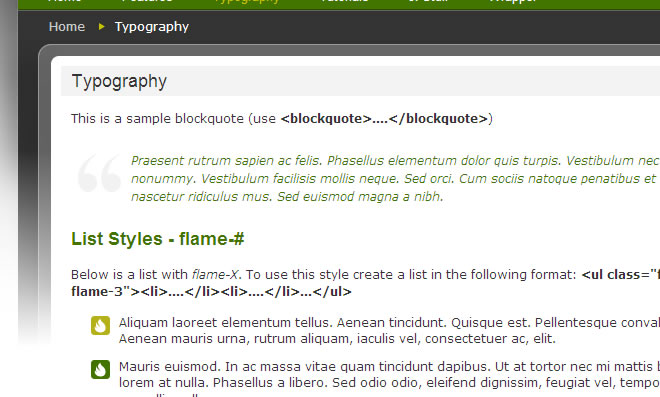 Home Features Typography Tutorials J! Stuff Wrapper
Home Typography
Typography
This is a sample blockquote (use <blockquote>....</blockquote>)
Praesent rutrum sapien ac felis. Phasellus elementum dolor quis turpis. Vestibulum nec
nonummy. Vestibulum facilisis mollis neque. Sed orci. Cum sociis natoque penatibus et
nascetur ridiculus mus. Sed euismod magna a nibh.
List Styles - flame-#
Below is a list with flame-X. To use this style create a list in the following format: <ul class="f
flame-3"><li>....</li><li>....</li>...</ul>
Aliquam laoreet elementum tellus. Aenean tincidunt. Quisque est. Pellentesque conval
Aenean mauris urna, rutrum aliquam, iaculis vel, consectetuer ac, elit.
Mauris euismod. In ac massa vitae quam tincidunt dapibus. Ut at tortor nec mi mattis b
lorem at nulla. Phasellus a libero. Sed odio odio, eleifend dignissim, feugiat vel, tempo